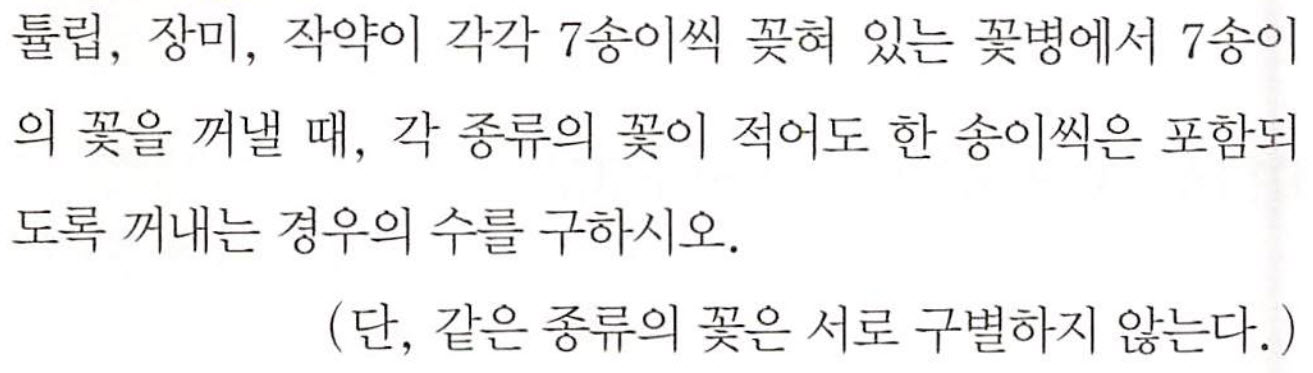 튤립, 장미, 작약이 각각 7송이씩 꽂혀 있는 꽃병에서 7송이
의 꽃을 꺼낼 때, 각 종류의 꽃이 적어도 한 송이씩은 포함되
도록 꺼내는 경우의 수를 구하시오.
(단, 같은 종류의 꽃은 서로 구별하지 않는다.)